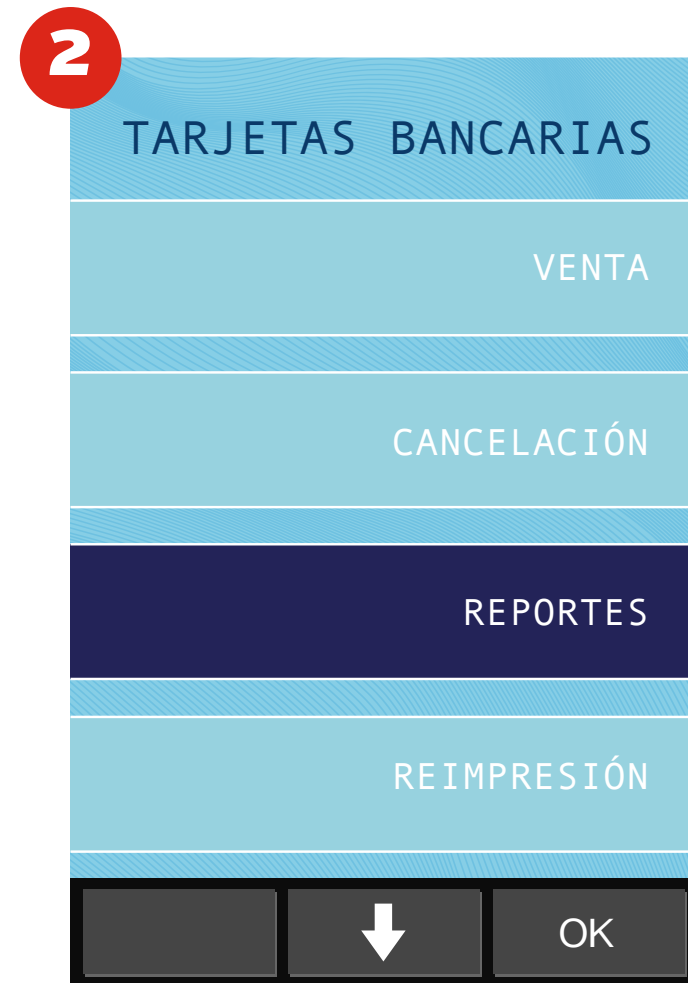 2
TARJETAS BANCARIAS
VENTA
CANCELACIÓN
REPORTES
REIMPRESIÓN
OK